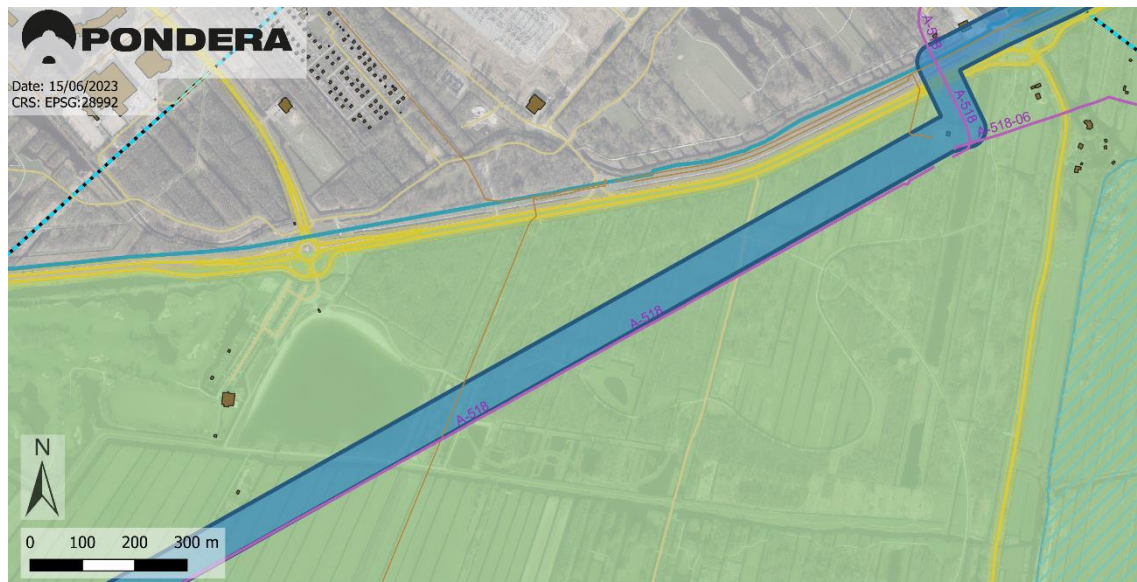 PONDERA
Date: 15/06/2023
CRS: EPSG:28992
A-518
A-518
A-518-06
A-518
A-518
N
0 100 200 300 m